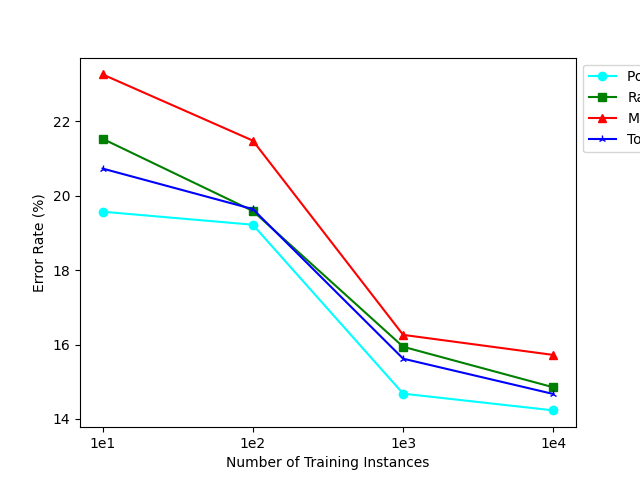 Po
Ra
M
To
22
20
18
16
14
Error Rate (%)
1e1 1e2 1e3 1e4
Number of Training Instances